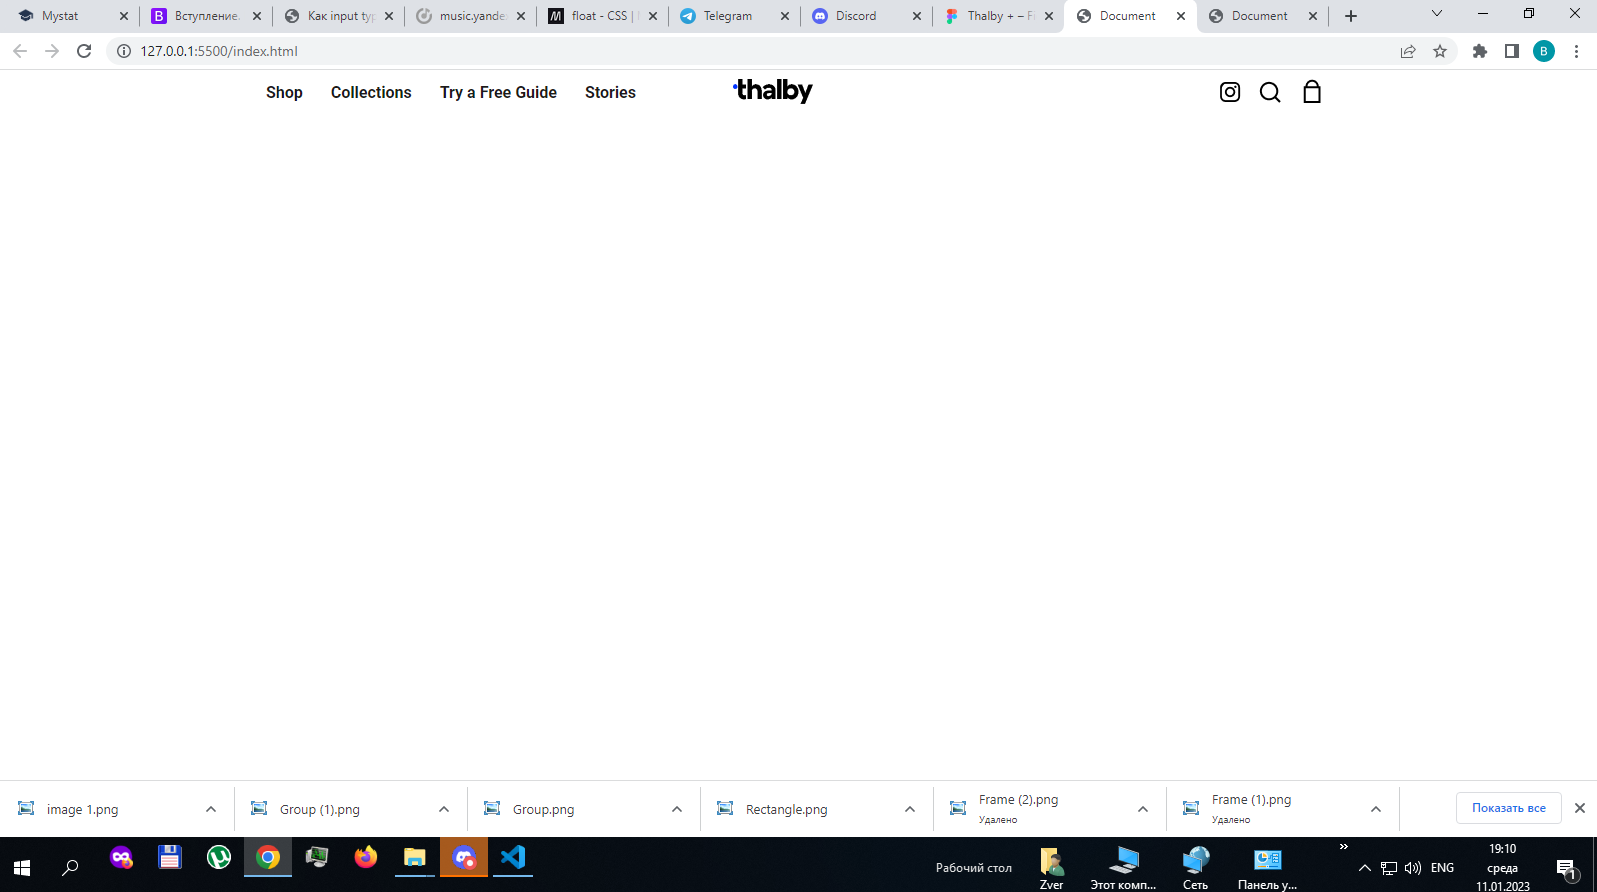 Mystat
Вступление.
Как input ty
music.yande
float - CSS |
Telegram
Discord
Thalby + – F
Document
Document
127.0.0.1:5500/index.html
B
Shop
Collections
Try a Free Guide
Stories
thalby
image 1.png
Group (1).png
Group.png
Rectangle.png
Frame (2).png
Удалено
Frame (1).png
Удалено
Показать все
Рабочий стол
Zver
Этот комп...
Сеть
Панель у...
»
ENG
19:10
среда
11.01.2023
1